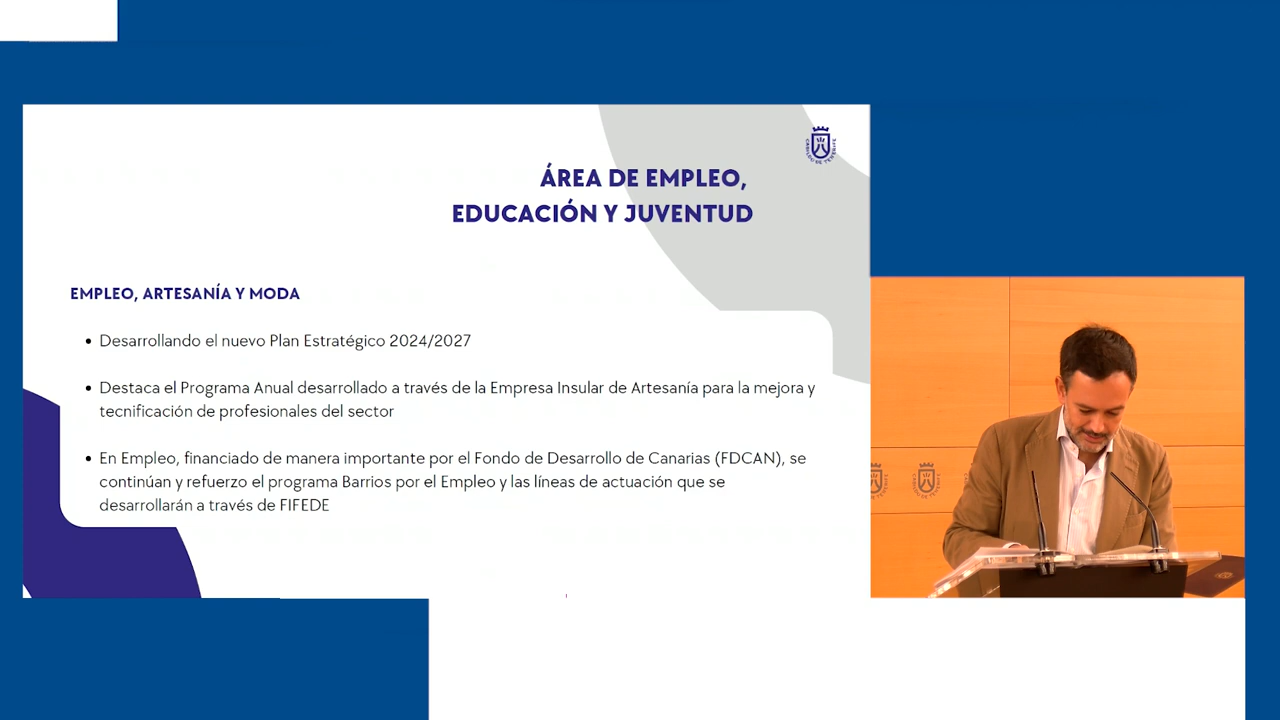 CABILDO DE TENERIFE
ÁREA DE EMPLEO,
EDUCACIÓN Y JUVENTUD
EMPLEO, ARTESANÍA Y MODA
• Desarrollando el nuevo Plan Estratégico 2024/2027
• Destaca el Programa Anual desarrollado a través de la Empresa Insular de Artesanía para la mejora y
tecnificación de profesionales del sector
• En Empleo, financiado de manera importante por el Fondo de Desarrollo de Canarias (FDCAN), se
continúan y refuerzo el programa Barrios por el Empleo y las líneas de actuación que se
desarrollarán a través de FIFEDE